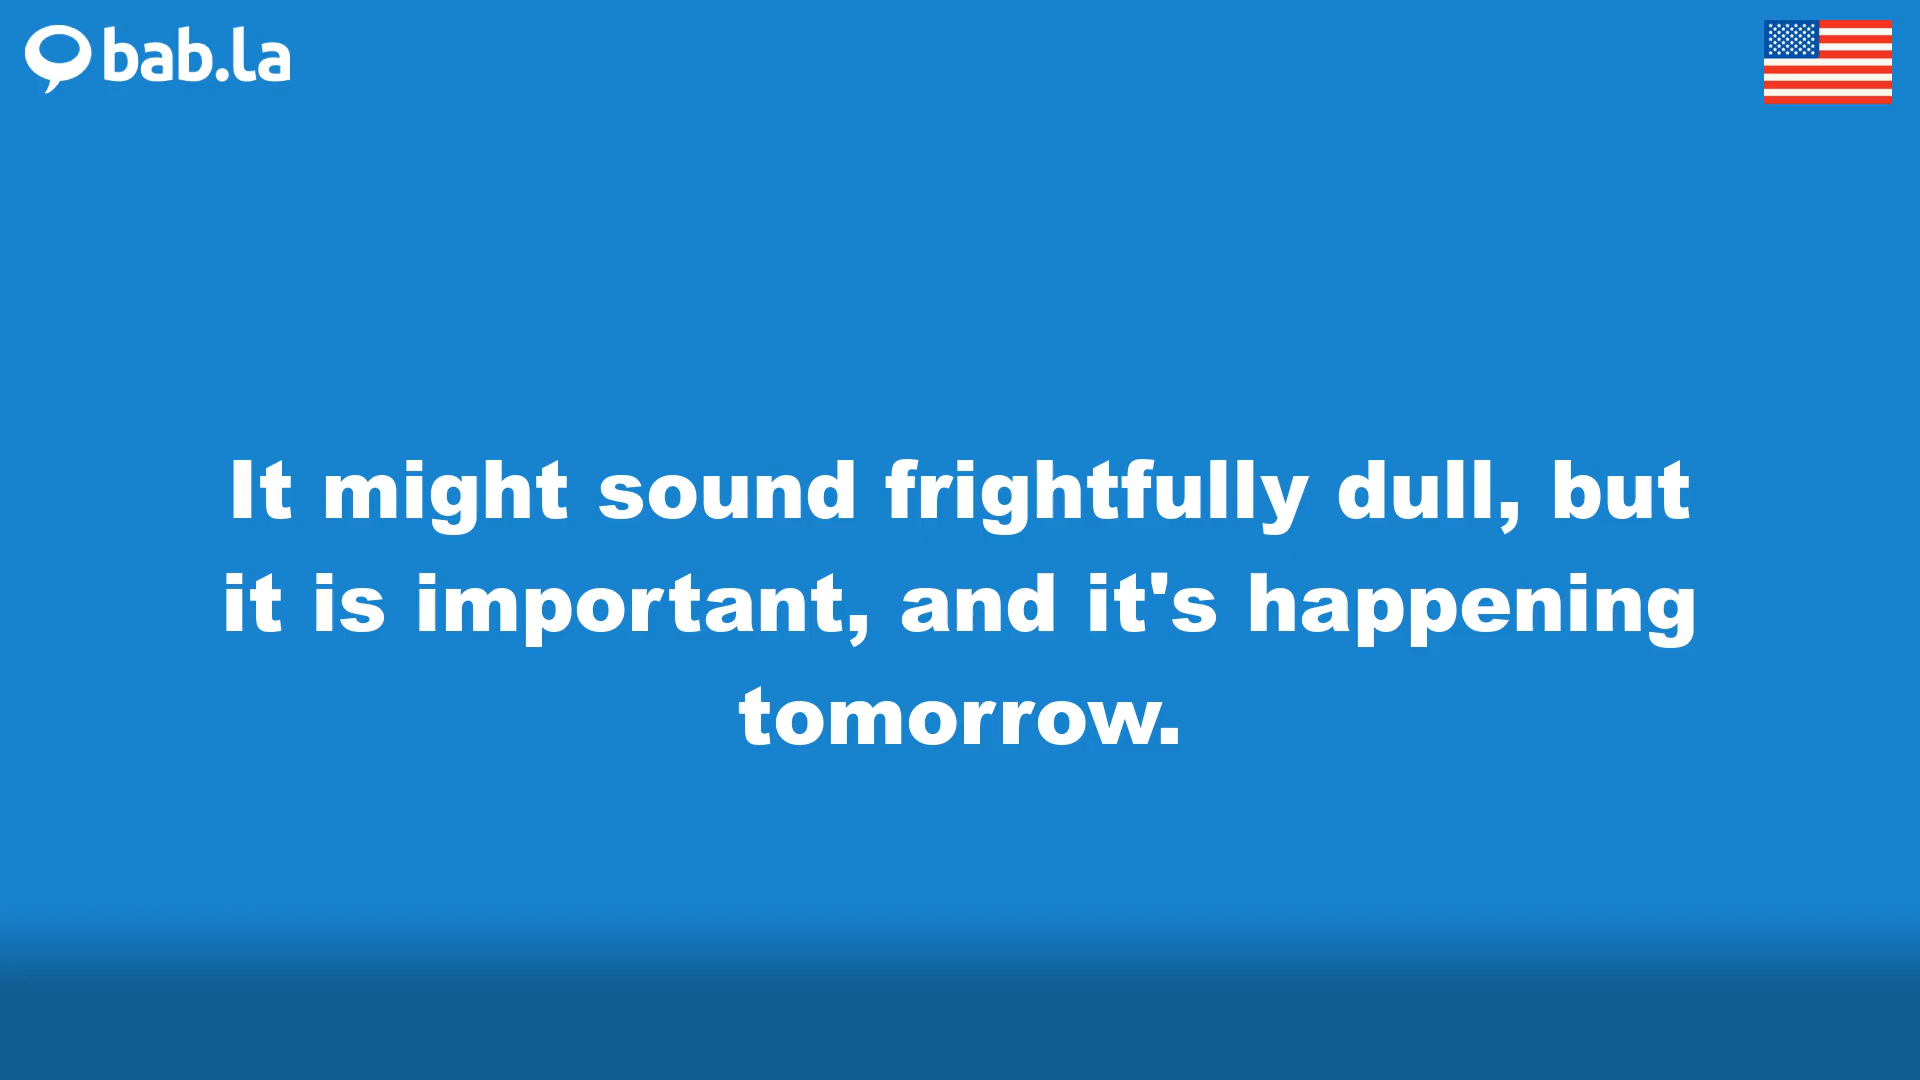 bab.la
It might sound frightfully dull, but
it is important, and it's happening
tomorrow.